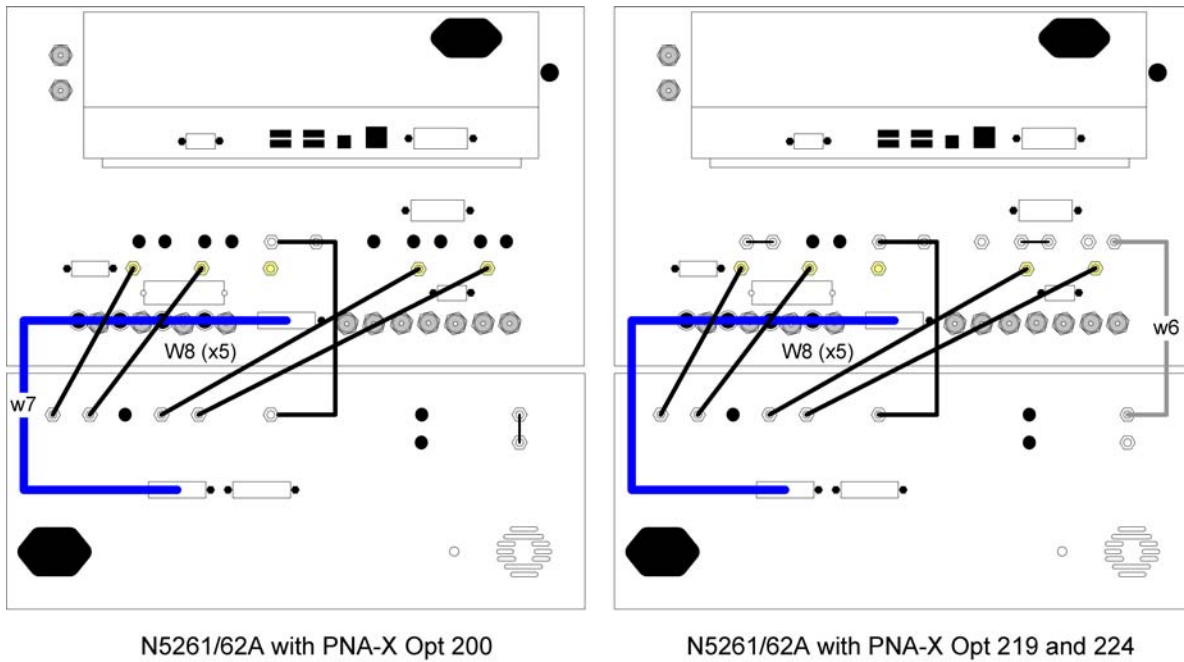 W8 (x5)
w7
N5261/62A with PNA-X Opt 200
W8 (x5)
w6
N5261/62A with PNA-X Opt 219 and 224